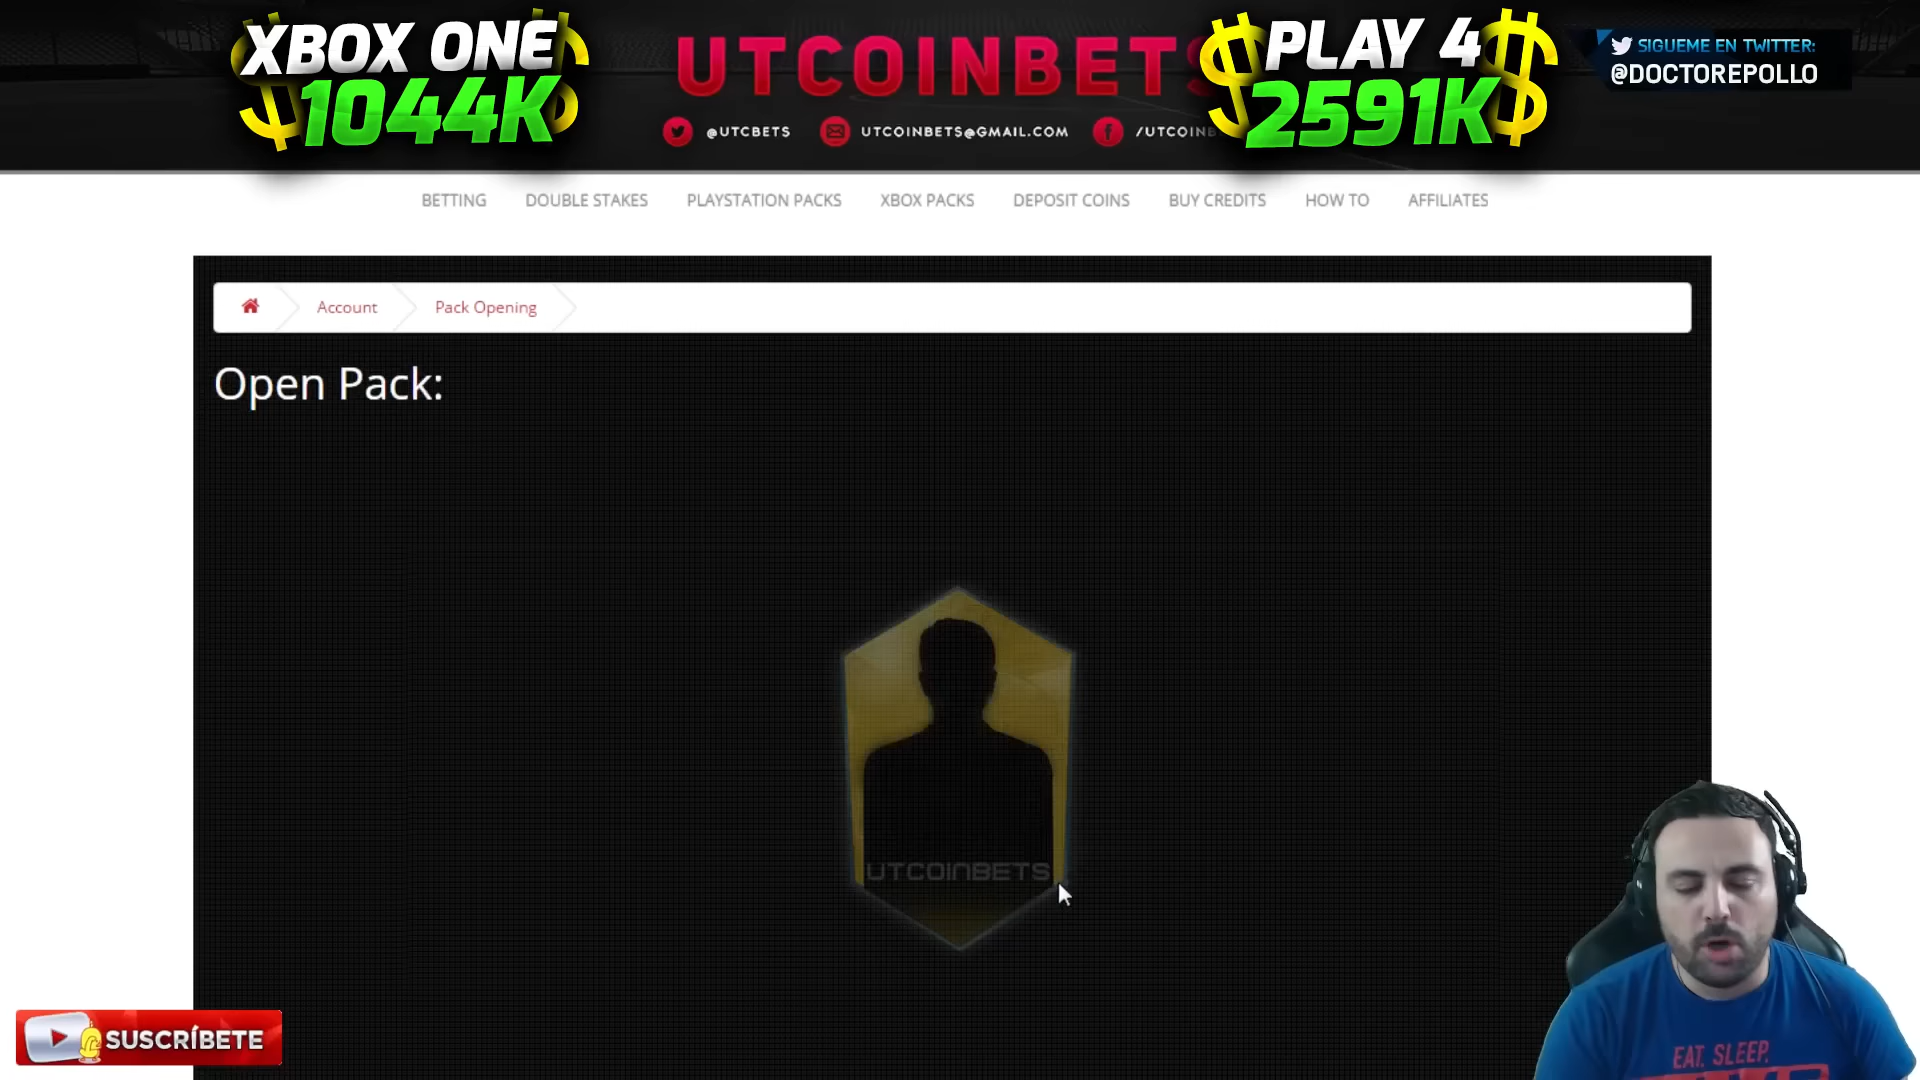 XBOX ONE
1044K
UTCOINBETS
@UTCBETS
UTCOINBETS@GMAIL.COM
/UTCOINB
PLAY 4
2591K
SIGUEME EN TWITTER:
@DOCTOREPOLLO
BETTING
DOUBLE STAKES
PLAYSTATION PACKS
XBOX PACKS
DEPOSIT COINS
BUY CREDITS
HOW TO
AFFILIATES
Account
Pack Opening
Open Pack:
UTCOINBETS
SUSCRÍBETE
EAT. SLEEP.